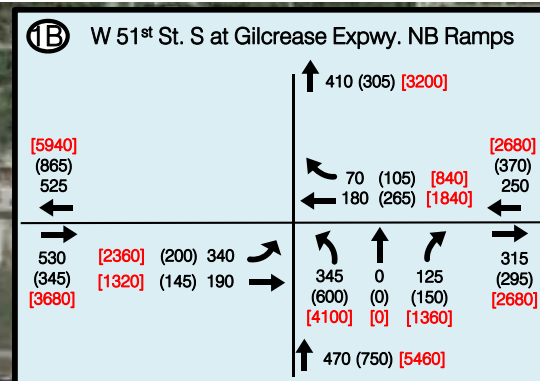 1B W 51st St. S at Gilcrease Expwy. NB Ramps
410 (305) [3200]
[5940]
(865)
525
70 (105) [840]
180 (265) [1840]
[2680]
(370)
250
530
(345)
[3680]
[2360] (200) 340
[1320] (145) 190
345 0 125
(600) (0) (150)
[4100] [0] [1360]
315
(295)
[2680]
470 (750) [5460]